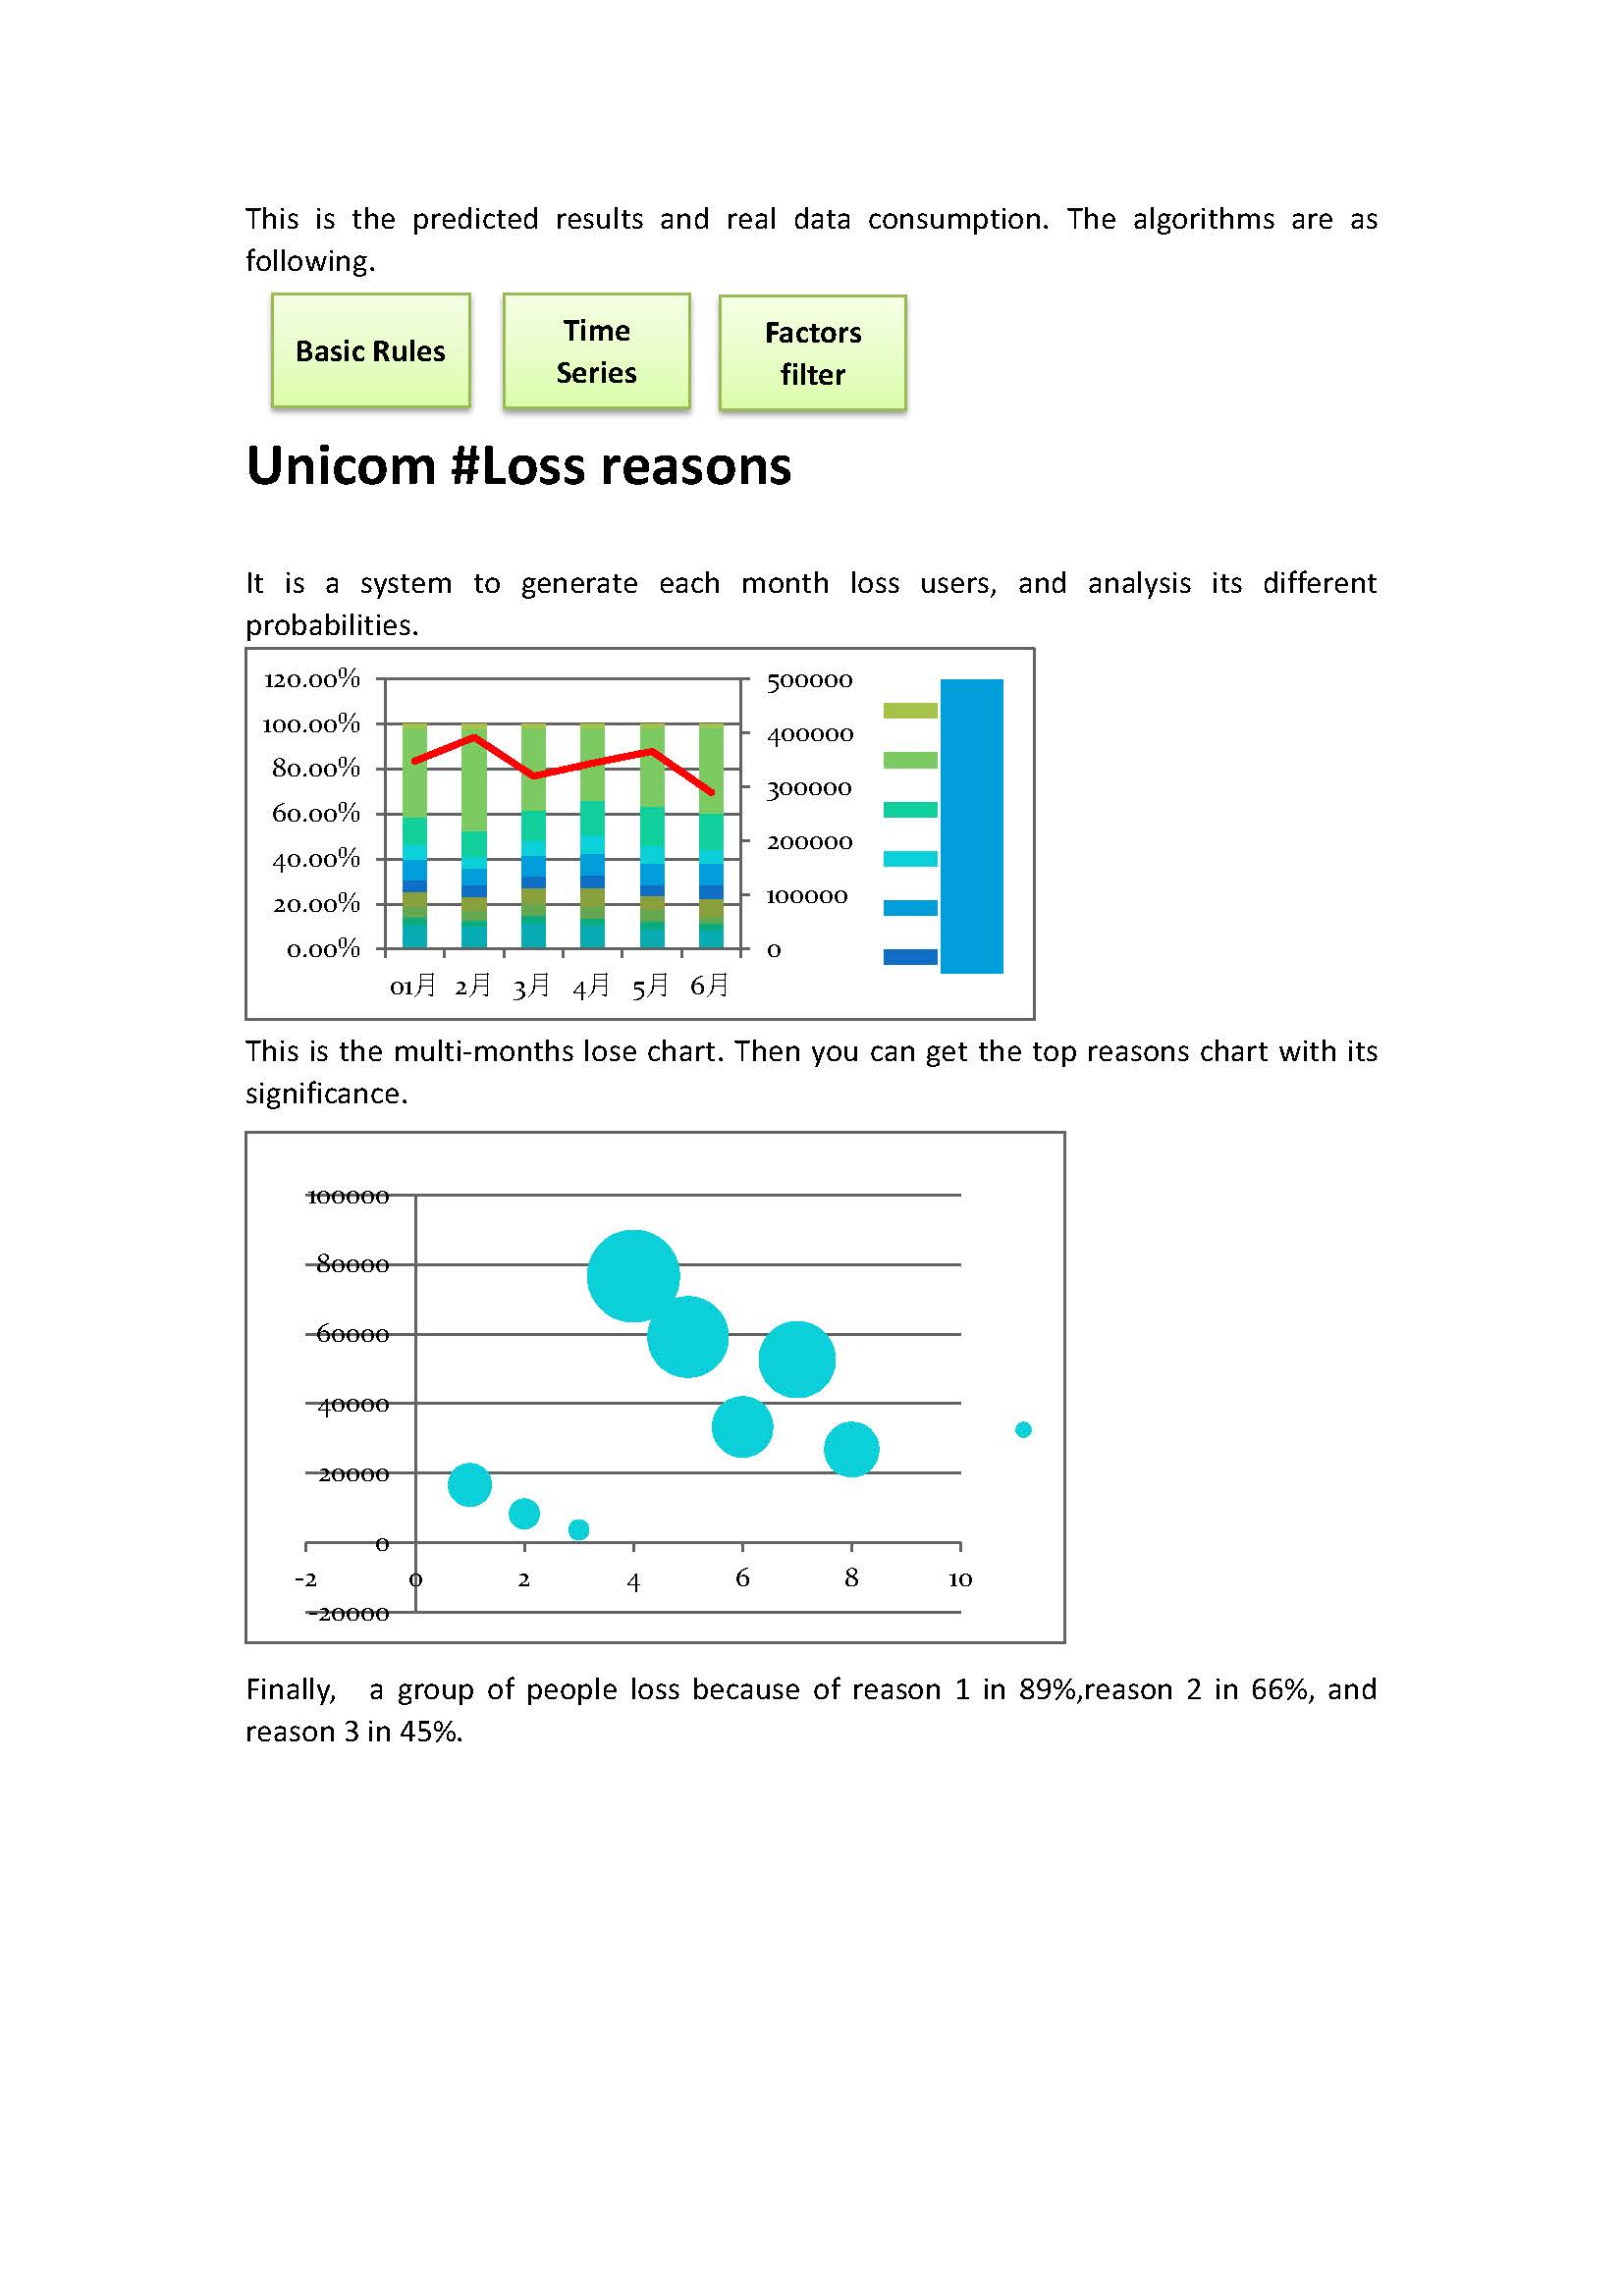 This is the predicted results and real data consumption. The algorithms are as
following.
Basic Rules
Time
Series
Factors
filter
Unicom #Loss reasons
It is a system to generate each month loss users, and analysis its different
probabilities.
120.00%
100.00%
80.00%
60.00%
40.00%
20.00%
0.00%
500000
400000
300000
200000
100000
0
01月 2月 3月 4月 5月 6月
This is the multi-months lose chart. Then you can get the top reasons chart with its
significance.
100000
80000
60000
40000
20000
0
-2 0 2 4 6 8 10
-20000
Finally, a group of people loss because of reason 1 in 89%,reason 2 in 66%, and
reason 3 in 45%.